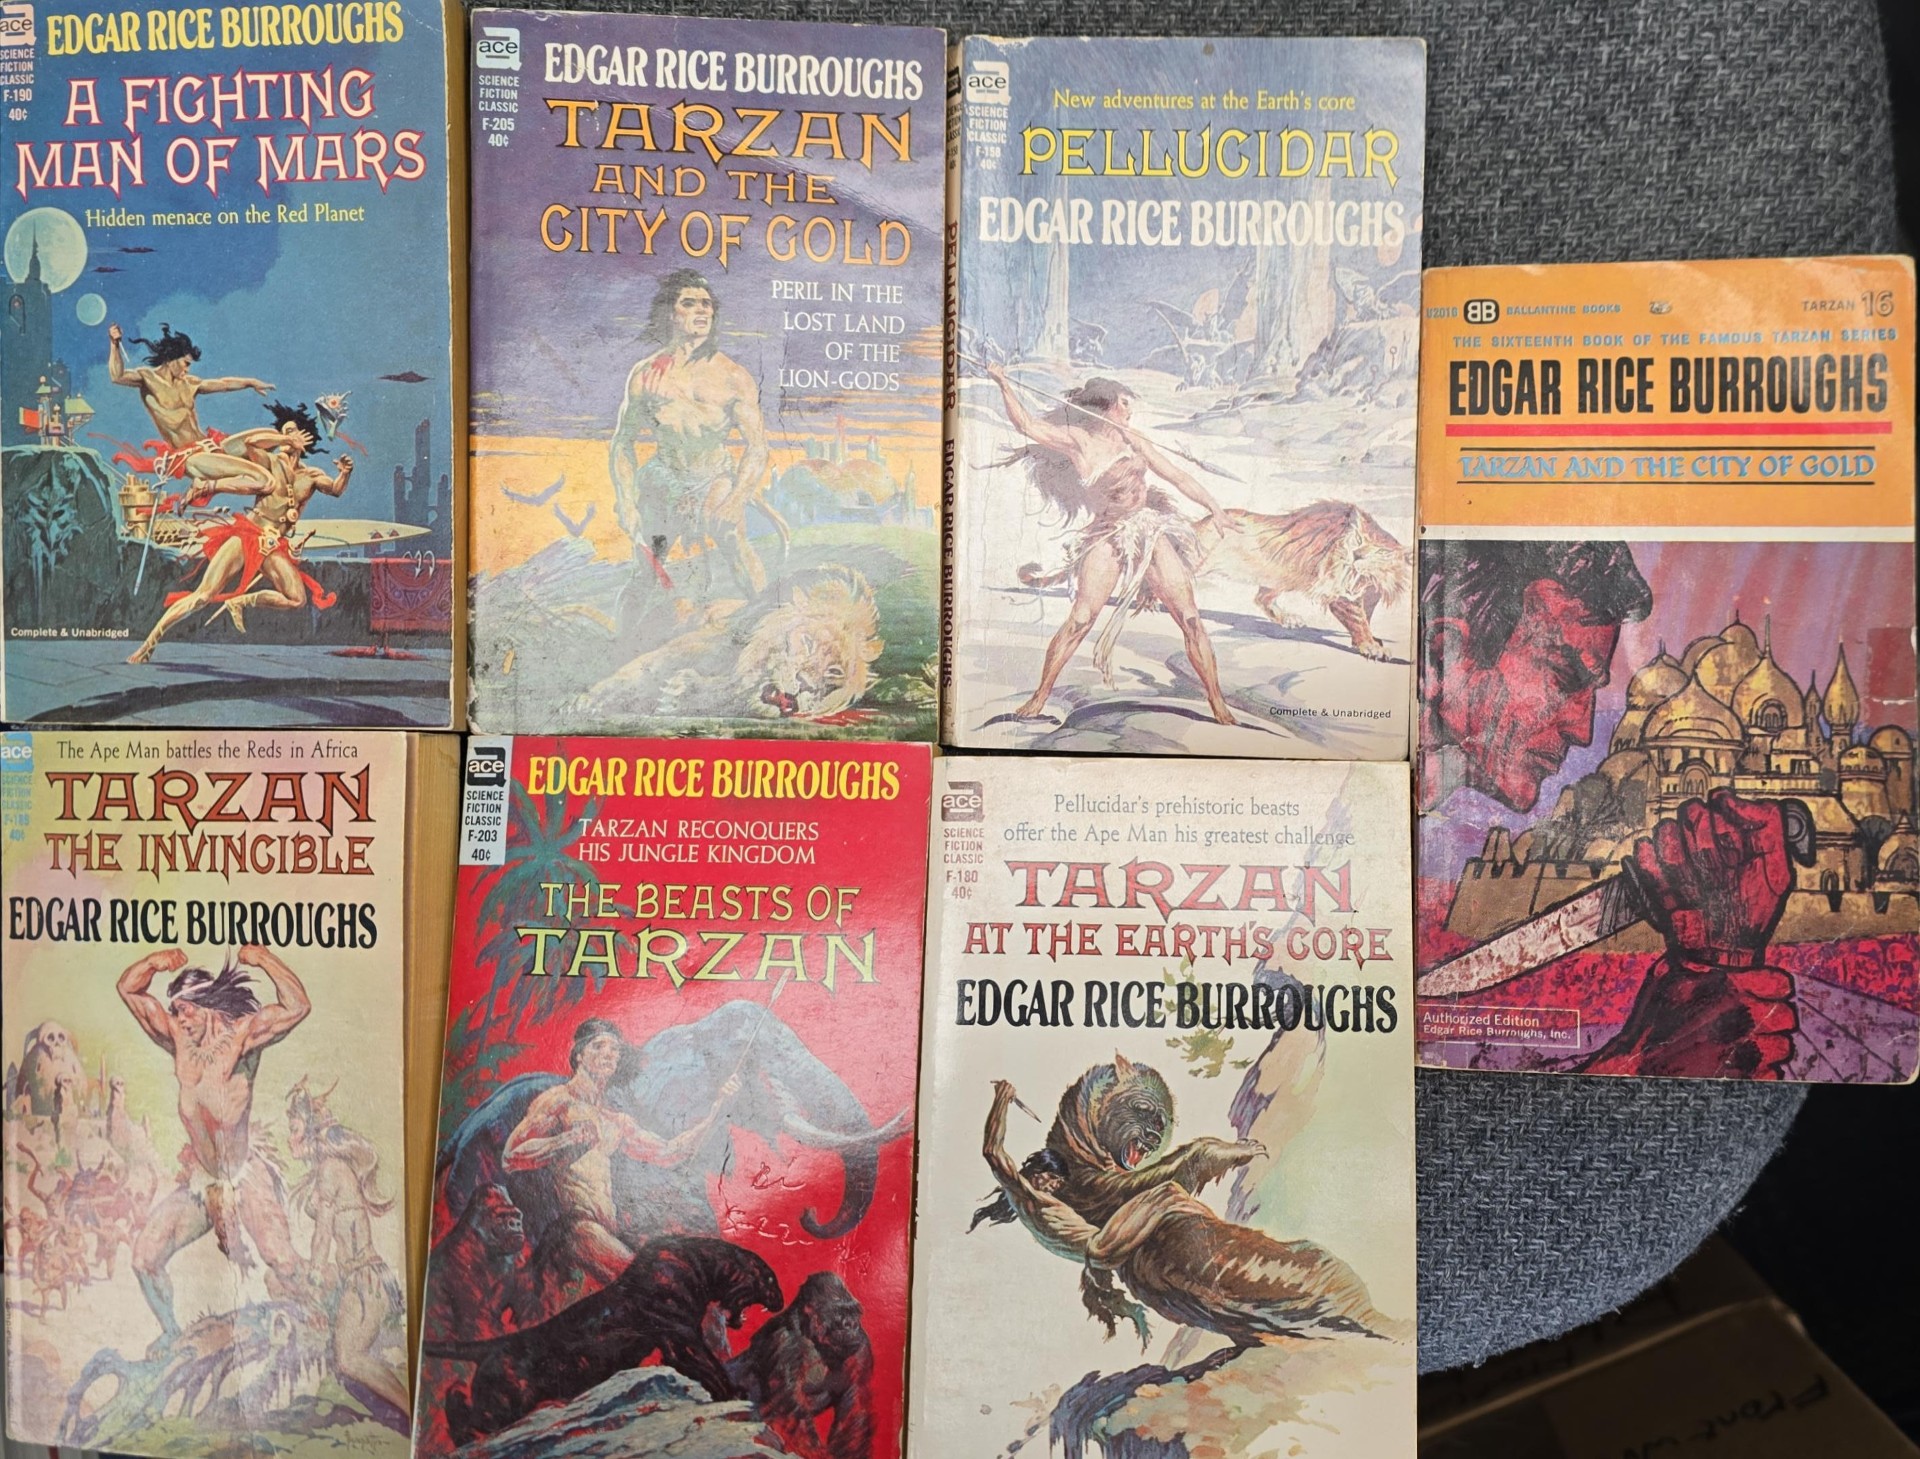 ace
SCIENCE
FICTION
CLASSIC
F-190
40¢
EDGAR RICE BURROUGHS
A FIGHTING
MAN OF MARS
Hidden menace on the Red Planet
Complete & Unabridged
ace
SCIENCE
FICTION
CLASSIC
F-205
40¢
EDGAR RICE BURROUGHS
TARZAN
AND THE
CITY OF GOLD
PERIL IN THE
LOST LAND
OF THE
LION-GODS
PELLUCIDAR EDGAR RICE BURROUGHS
ace
SCIENCE
FICTION
CLASSIC
F-158
40¢
New adventures at the Earth's core
PELLUCIDAR
EDGAR RICE BURROUGHS
Complete & Unabridged
U2016 BB BALLANTINE BOOKS TARZAN 16
THE SIXTEENTH BOOK OF THE FAMOUS TARZAN SERIES
EDGAR RICE BURROUGHS
TARZAN AND THE CITY OF GOLD
Authorized Edition
Edgar Rice Burroughs, Inc.
ace
SCIENCE
FICTION
CLASSIC
F-189
40¢
The Ape Man battles the Reds in Africa
TARZAN
THE INVINCIBLE
EDGAR RICE BURROUGHS
ace
SCIENCE
FICTION
CLASSIC
F-203
40¢
EDGAR RICE BURROUGHS
TARZAN RECONQUERS
HIS JUNGLE KINGDOM
THE BEASTS OF
TARZAN
ace
SCIENCE
FICTION
CLASSIC
F-180
40¢
Pellucidar's prehistoric beasts
offer the Ape Man his greatest challenge
TARZAN
AT THE EARTH'S CORE
EDGAR RICE BURROUGHS